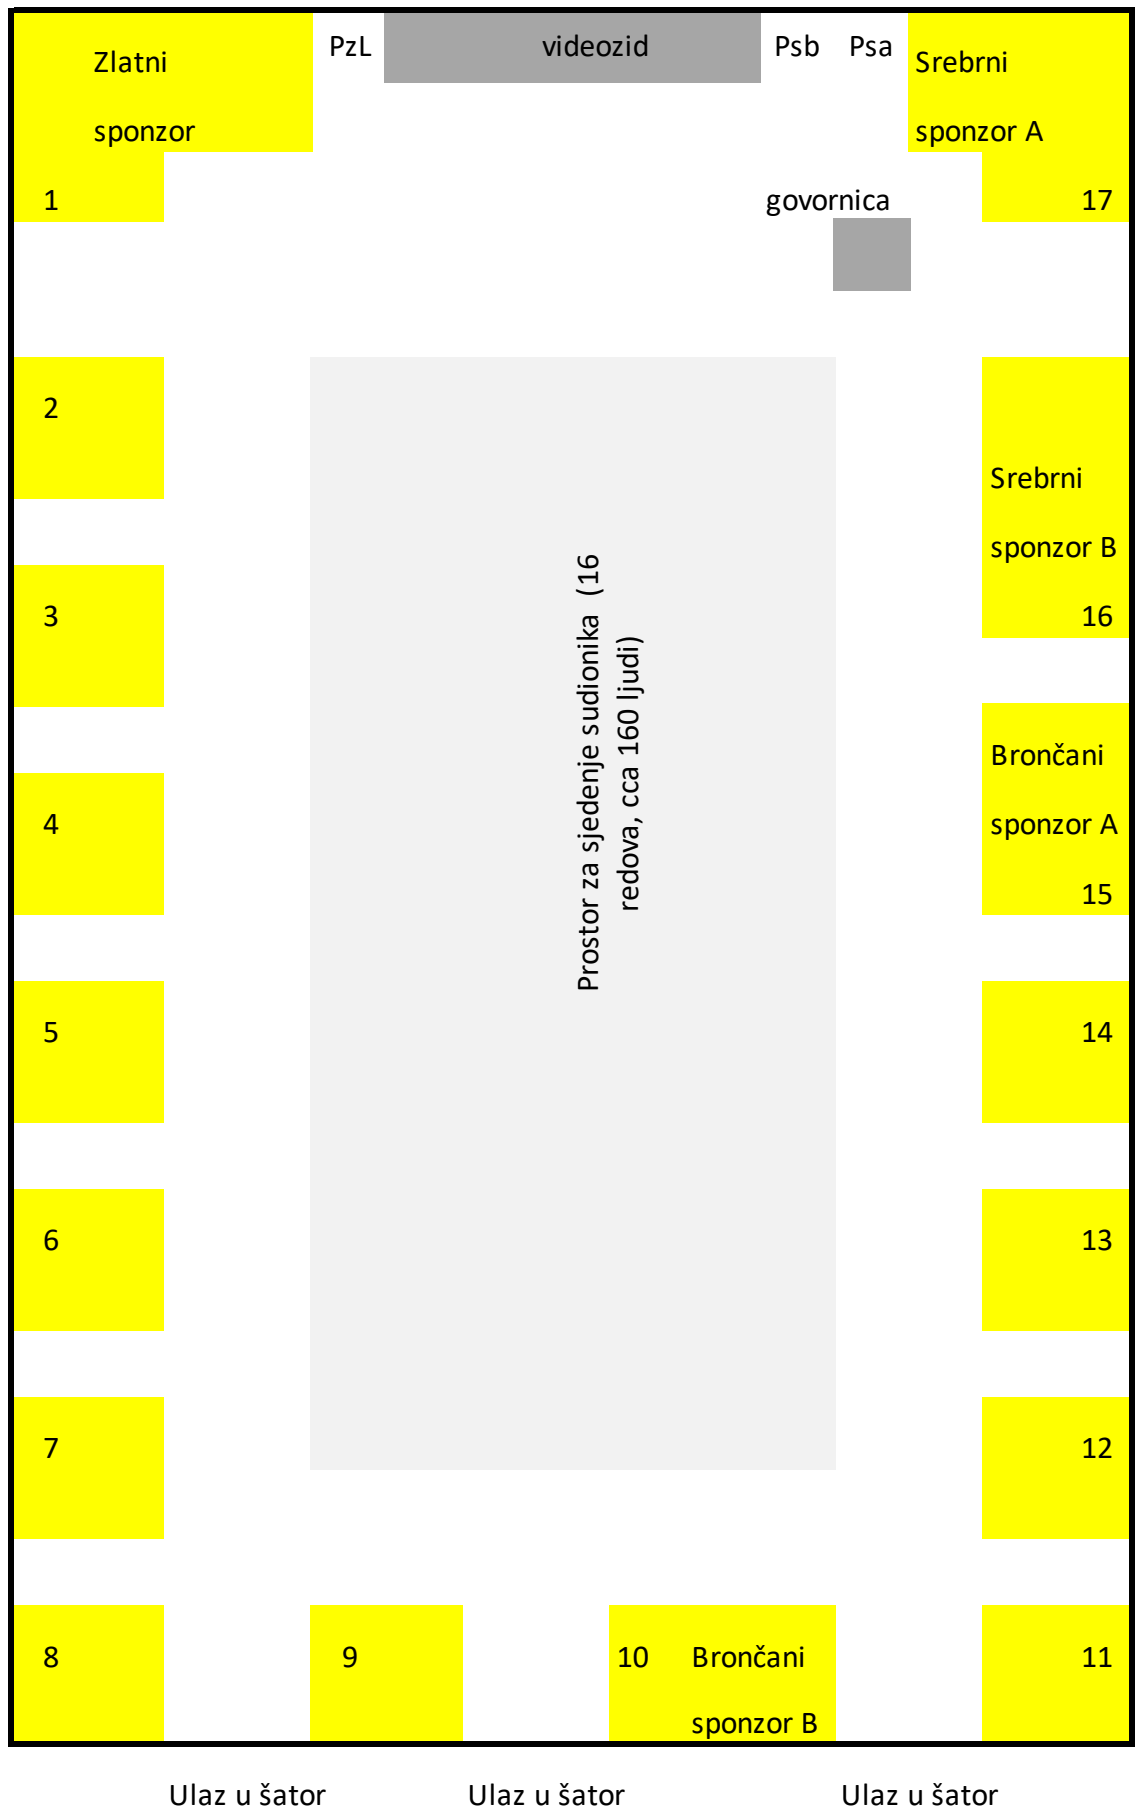 Zlatni
sponzor
1
PzL
videozid
Psb
Psa
Srebrni
sponzor A
17
govornica
2
3
4
5
6
7
8
Prostor za sjedenje sudionika (16
redova, cca 160 ljudi)
Srebrni
sponzor B
16
Brončani
sponzor A
15
14
13
12
11
9
10
Brončani
sponzor B
Ulaz u šator
Ulaz u šator
Ulaz u šator